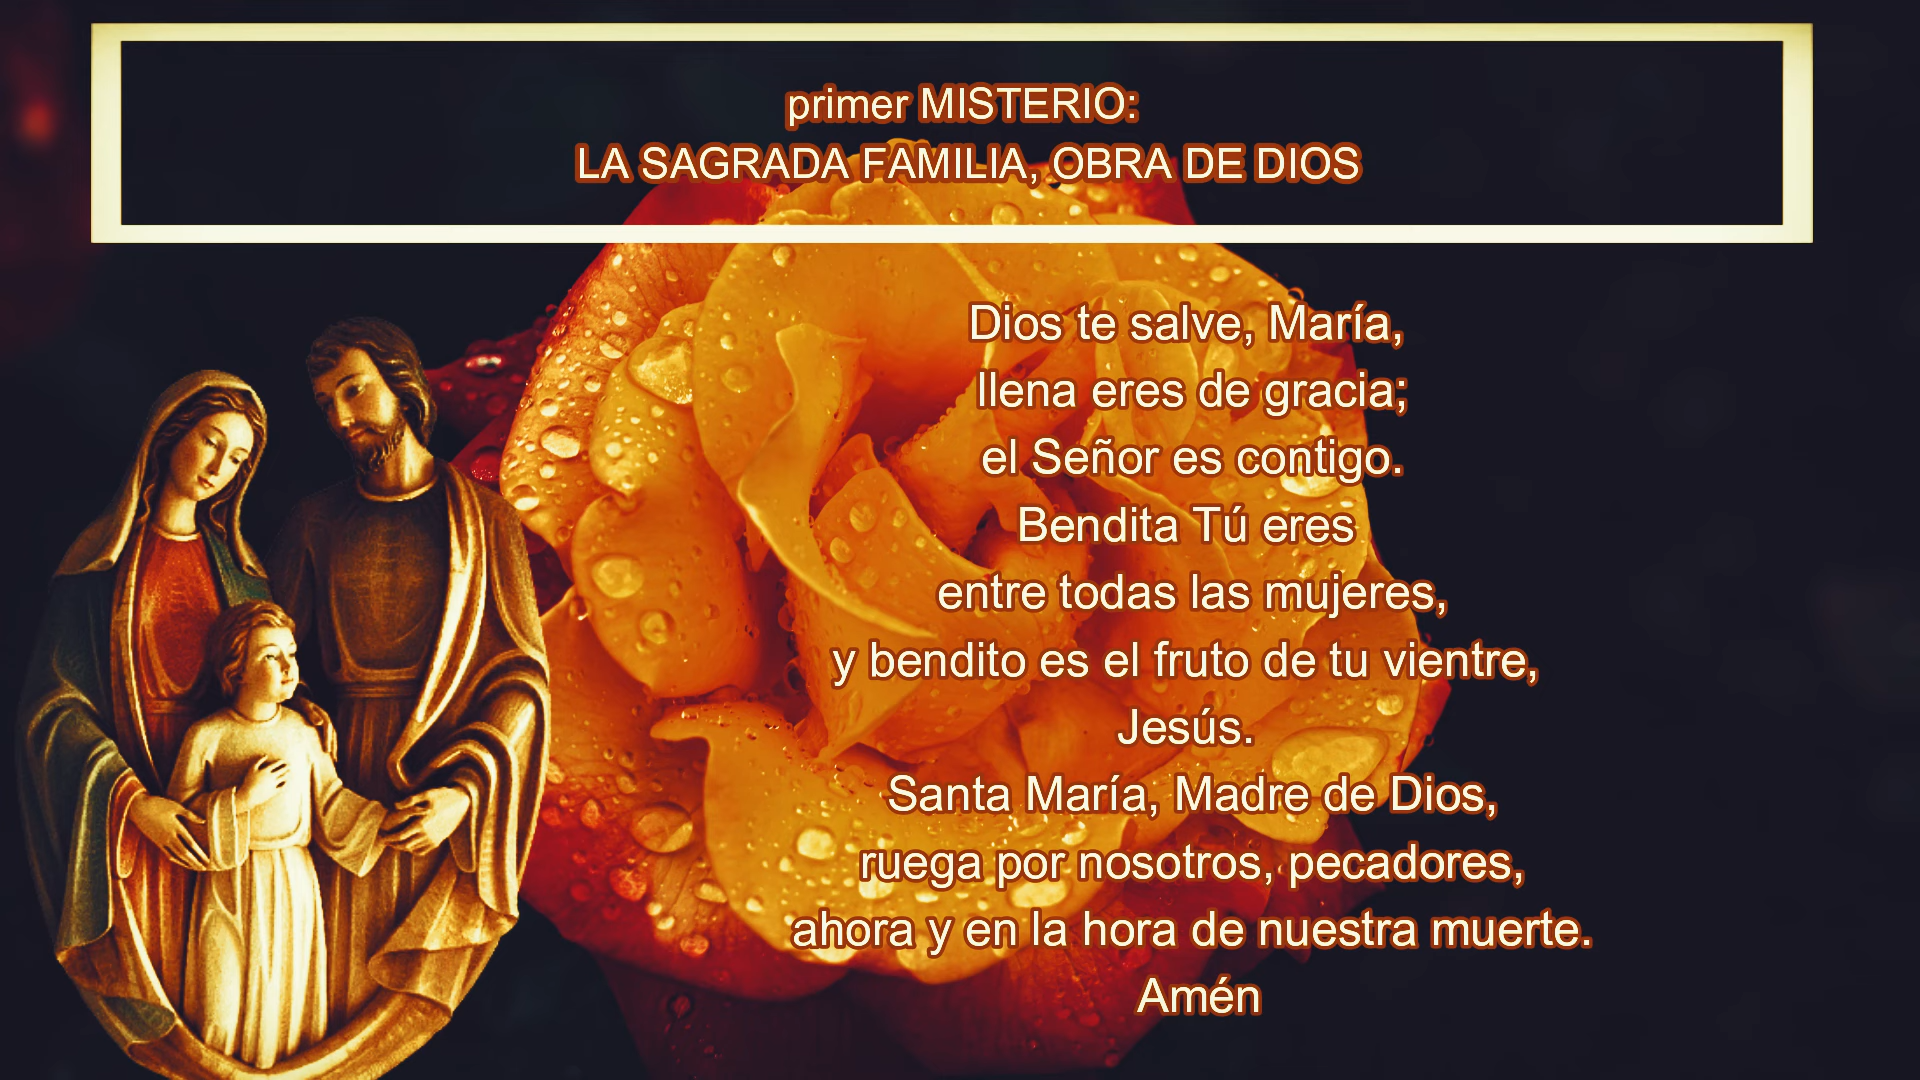 primer MISTERIO:
LA SAGRADA FAMILIA, OBRA DE DIOS
Dios te salve, María,
llena eres de gracia;
el Señor es contigo.
Bendita Tú eres
entre todas las mujeres,
y bendito es el fruto de tu vientre,
Jesús.
Santa María, Madre de Dios,
ruega por nosotros, pecadores,
ahora y en la hora de nuestra muerte.
Amén